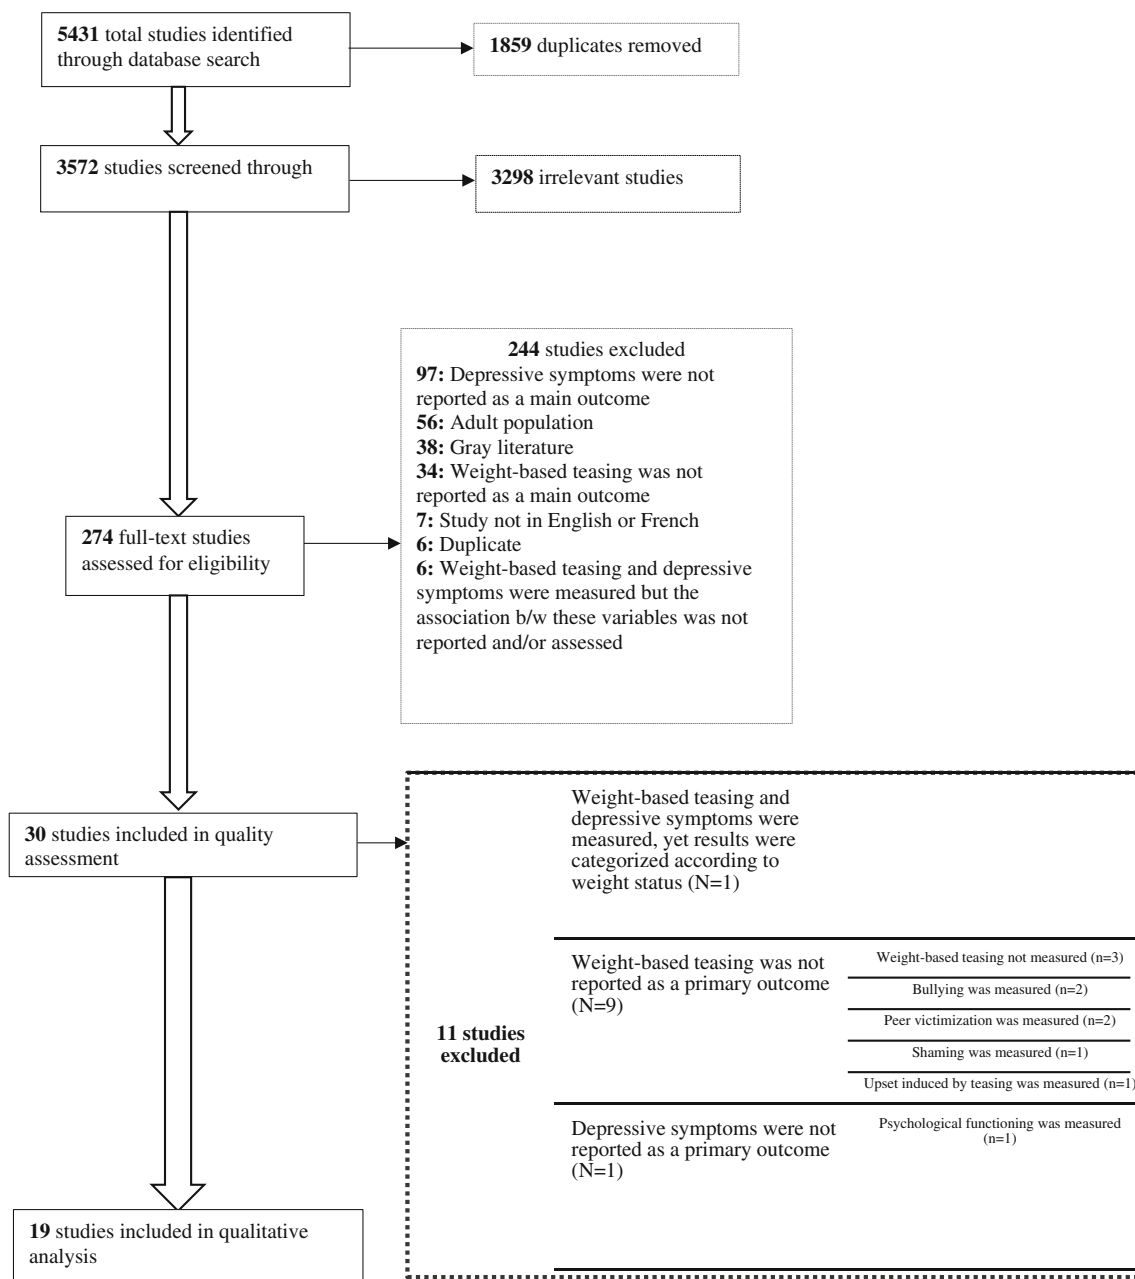 5431 total studies identified
through database search
1859 duplicates removed
3572 studies screened through
3298 irrelevant studies
244 studies excluded
97: Depressive symptoms were not
reported as a main outcome
56: Adult population
38: Gray literature
34: Weight-based teasing was not
reported as a main outcome
7: Study not in English or French
6: Duplicate
6: Weight-based teasing and depressive
symptoms were measured but the
association b/w these variables was not
reported and/or assessed
274 full-text studies
assessed for eligibility
30 studies included in quality
assessment
11 studies
excluded
Weight-based teasing and
depressive symptoms were
measured, yet results were
categorized according to
weight status (N=1)
Weight-based teasing was not
reported as a primary outcome
(N=9)
Weight-based teasing not measured (n=3)
Bullying was measured (n=2)
Peer victimization was measured (n=2)
Shaming was measured (n=1)
Upset induced by teasing was measured (n=1)
Depressive symptoms were not
reported as a primary outcome
(N=1)
Psychological functioning was measured
(n=1)
19 studies included in qualitative
analysis